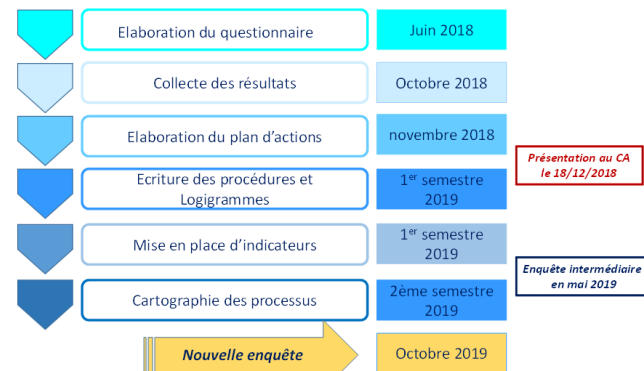 Elaboration du questionnaire
Juin 2018
Collecte des résultats
Octobre 2018
Elaboration du plan d'actions
novembre 2018
Présentation au CA
le 18/12/2018
Ecriture des procédures et
Logigrammes
1er semestre
2019
Mise en place d'indicateurs
1er semestre
2019
Enquête intermédiaire
en mai 2019
Cartographie des processus
2ème semestre
2019
Nouvelle enquête
Octobre 2019